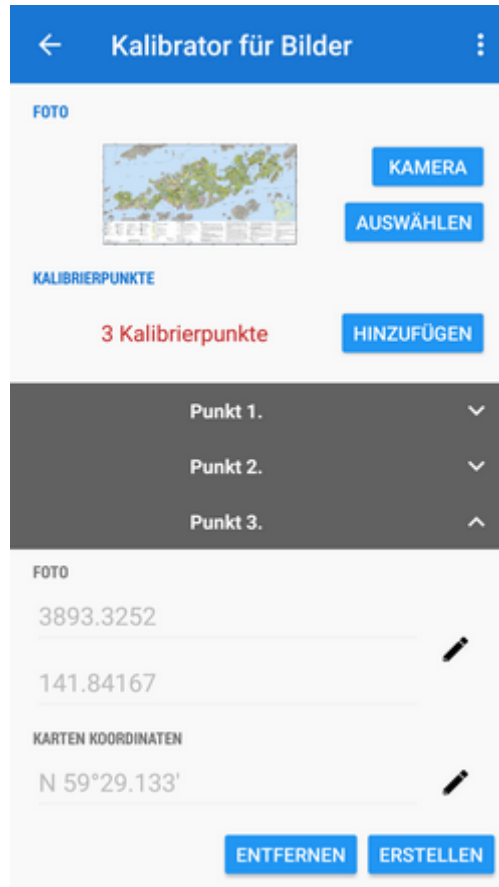 Kalibrator für Bilder
FOTO
KAMERA
AUSWÄHLEN
KALIBRIERPUNKTE
3 Kalibrierpunkte HINZUFÜGEN
Punkt 1.
Punkt 2.
Punkt 3.
FOTO
3893.3252
141.84167
KARTEN KOORDINATEN
N 59°29.133'
ENTFERNEN ERSTELLEN